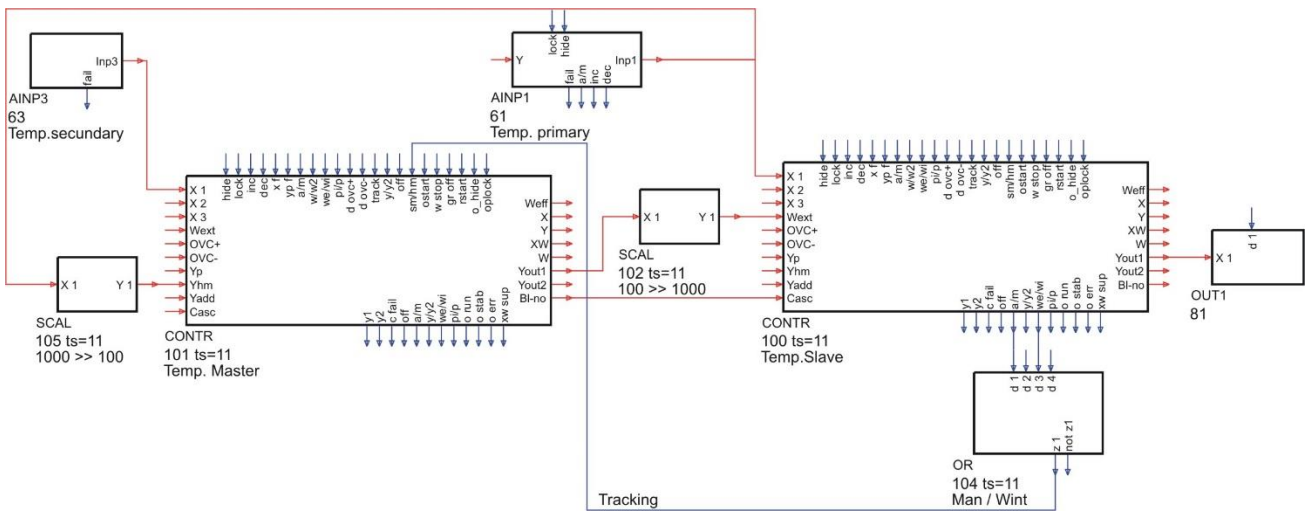 Inp3
fail
AINP3
63
Temp.secundary
lock
hide
Y
Inp1
fail
a/m
inc
dec
AINP1
61
Temp. primary
hide
lock
inc
dec
x f
yp f
a/m
w/w2
we/wi
pi/p
d ovc+
d ovc-
track
y/y2
off
sm/hm
ostart
w stop
gr off
rstart
o_hide
oplock
X 1
X 2
X 3
Wext
OVC+
OVC-
Yp
Yhm
Yadd
Casc
Weff
X
Y
XW
W
Yout1
Yout2
Bl-no
y1
y2
c fail
off
a/m
y/y2
we/wi
pi/p
o run
o stab
o err
xw sup
CONTR
101 ts=11
Temp. Master
X 1
Y 1
SCAL
105 ts=11
1000 >> 100
X 1
Y 1
SCAL
102 ts=11
100 >> 1000
hide
lock
inc
dec
x f
yp f
a/m
w/w2
we/wi
pi/p
d ovc+
d ovc-
track
y/y2
off
sm/hm
ostart
w stop
gr off
rstart
o_hide
oplock
X 1
X 2
X 3
Wext
OVC+
OVC-
Yp
Yhm
Yadd
Casc
Weff
X
Y
XW
W
Yout1
Yout2
Bl-no
y1
y2
c fail
off
a/m
y/y2
we/wi
pi/p
o run
o stab
o err
xw sup
CONTR
100 ts=11
Temp.Slave
d 1
X 1
OUT1
81
d 1
d 2
d 3
d 4
z 1
not z1
OR
104 ts=11
Man / Wint
Tracking